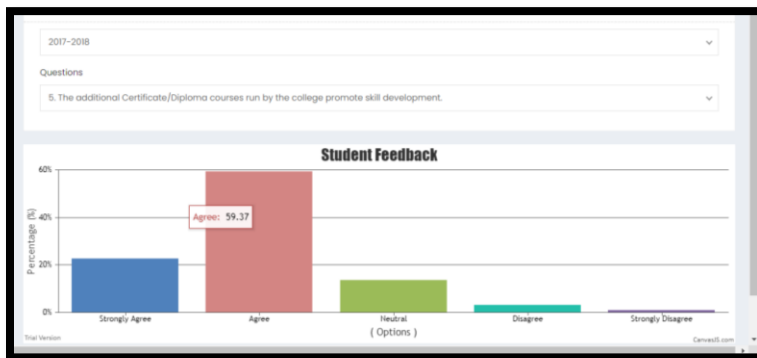 2017-2018
Questions
5. The additional Certificate/Diploma courses run by the college promote skill development.
Student Feedback
60%
40%
20%
0%
Percentage (%)
Agree: 59.37
Strongly Agree
Agree
Neutral
Disagree
Strongly Disagree
( Options )
Trial Version
CanvasJS.com